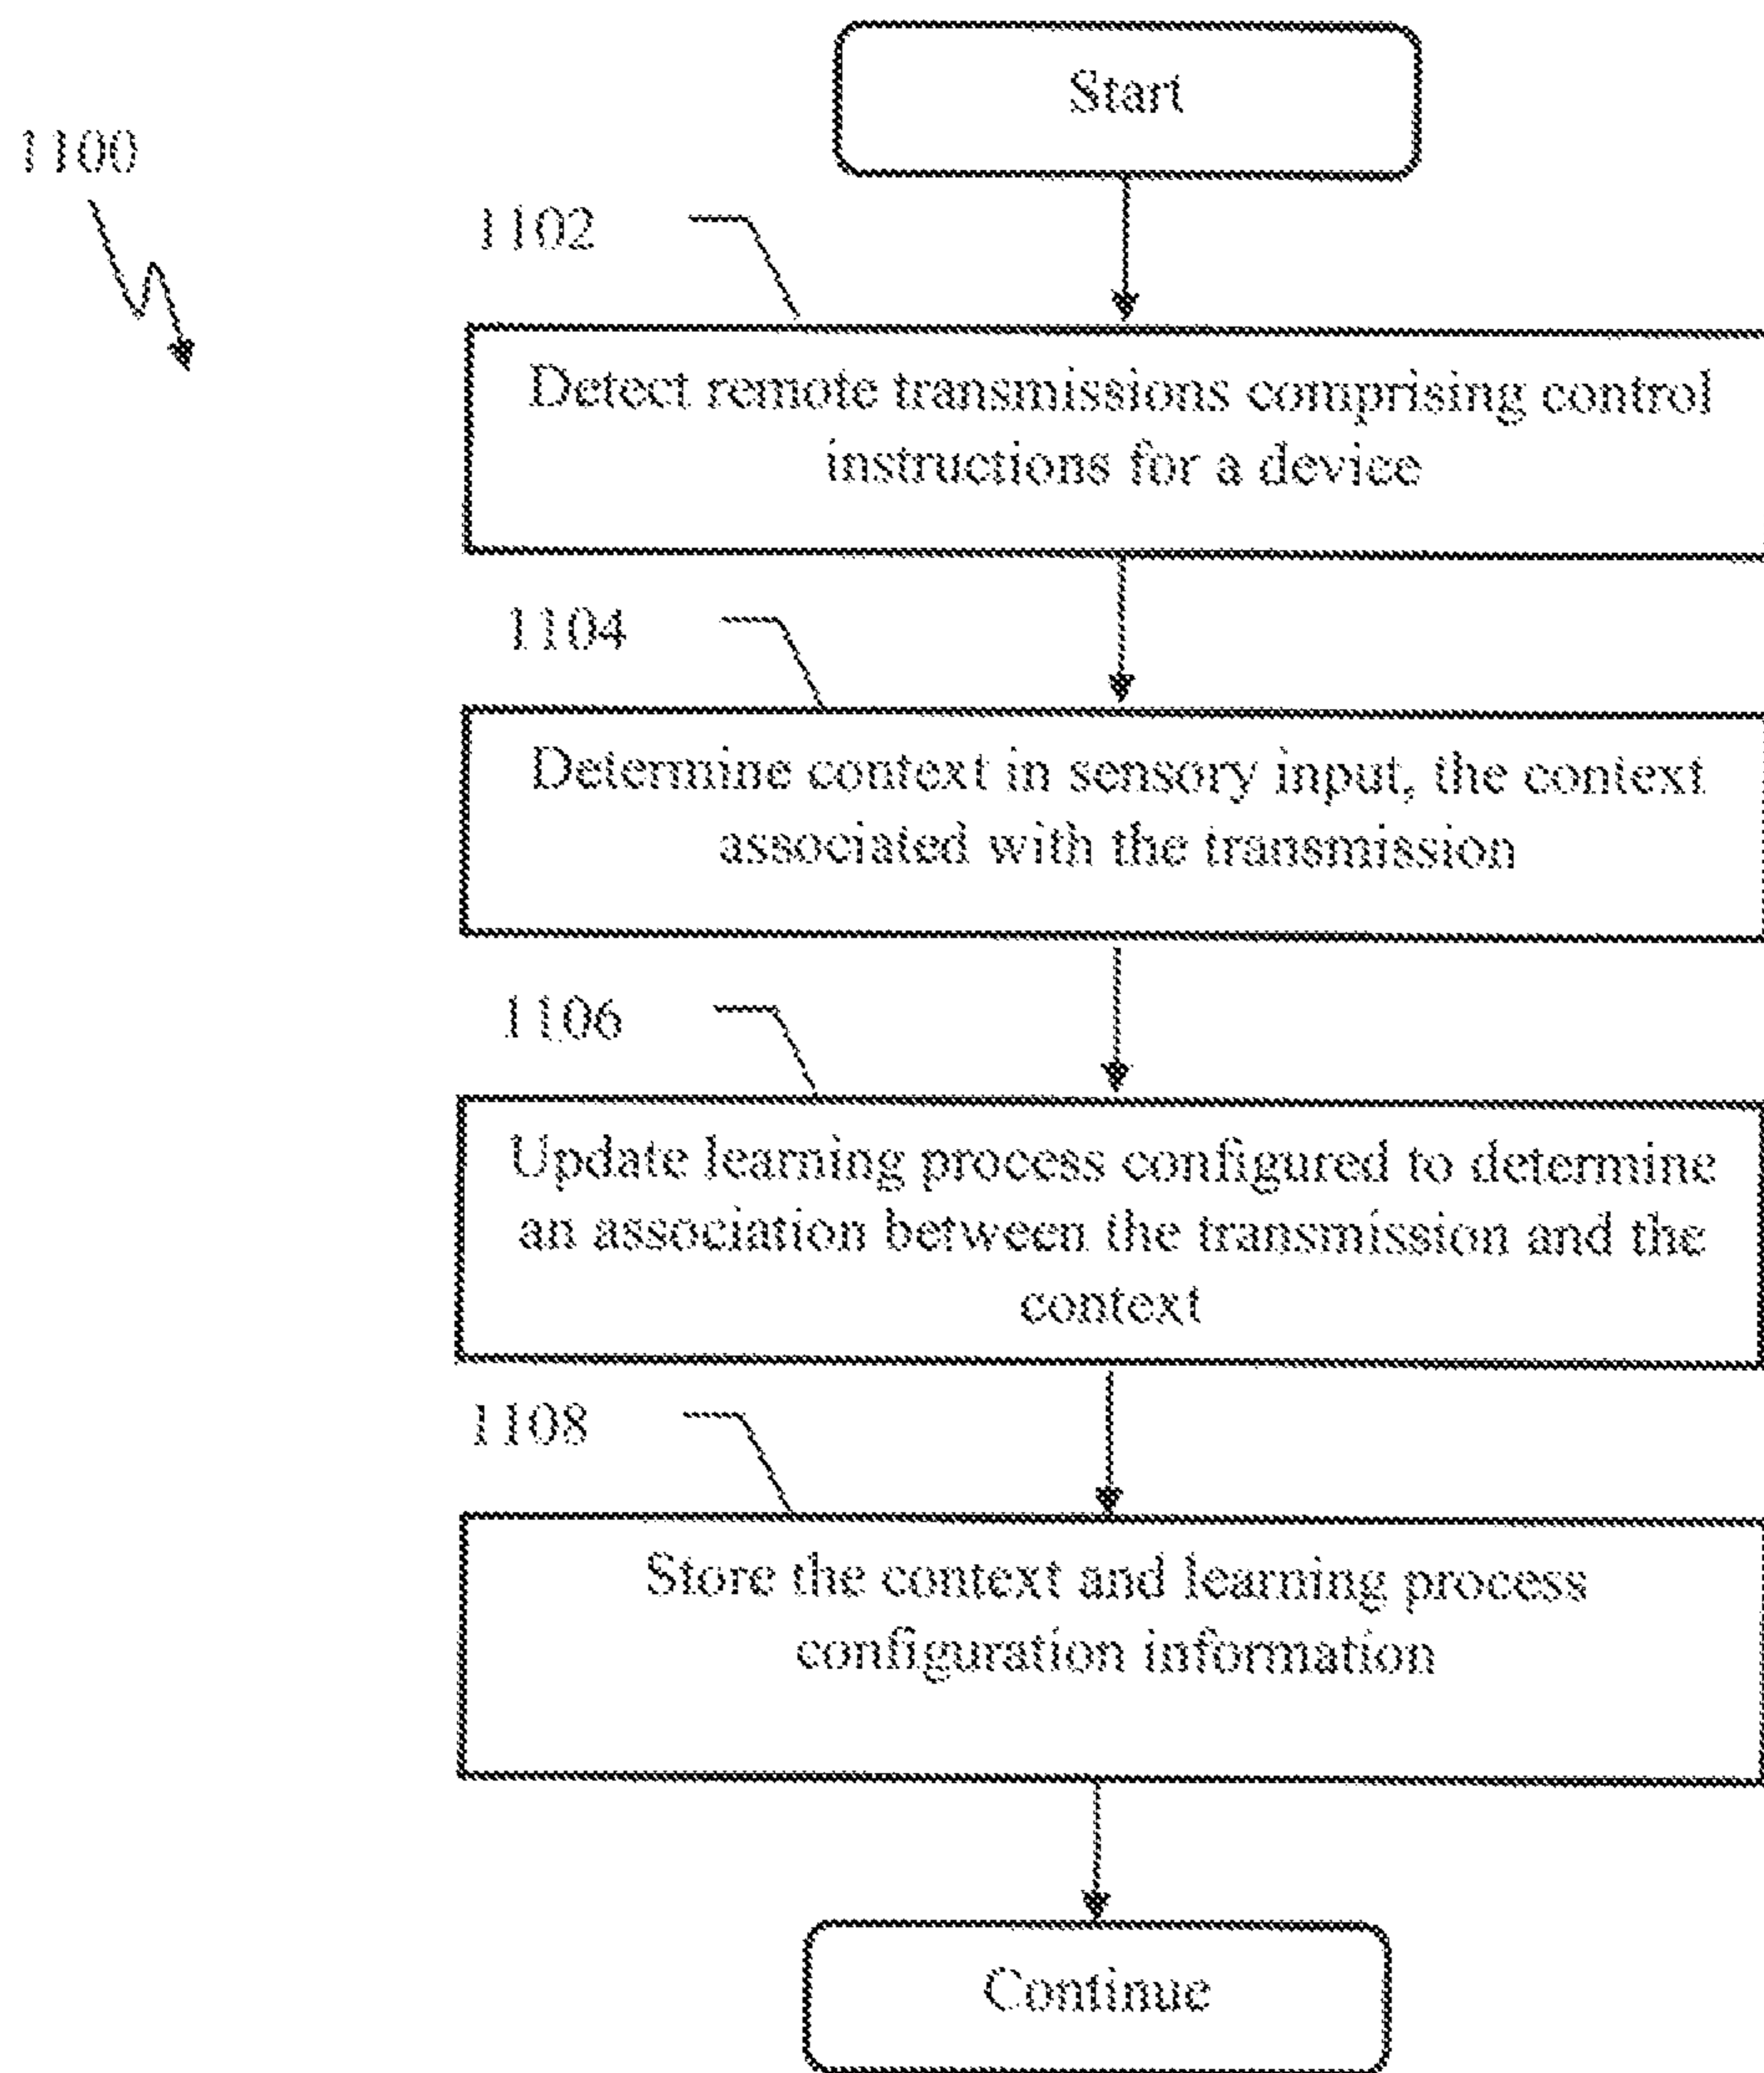 Start
1100
1102
Detect remote transmissions comprising control
instructions for a device
1104
Determine context in sensory input, the context
associated with the transmission
1106
Update learning process configured to determine
an association between the transmission and the
context
1108
Store the context and learning process
configuration information
Continue